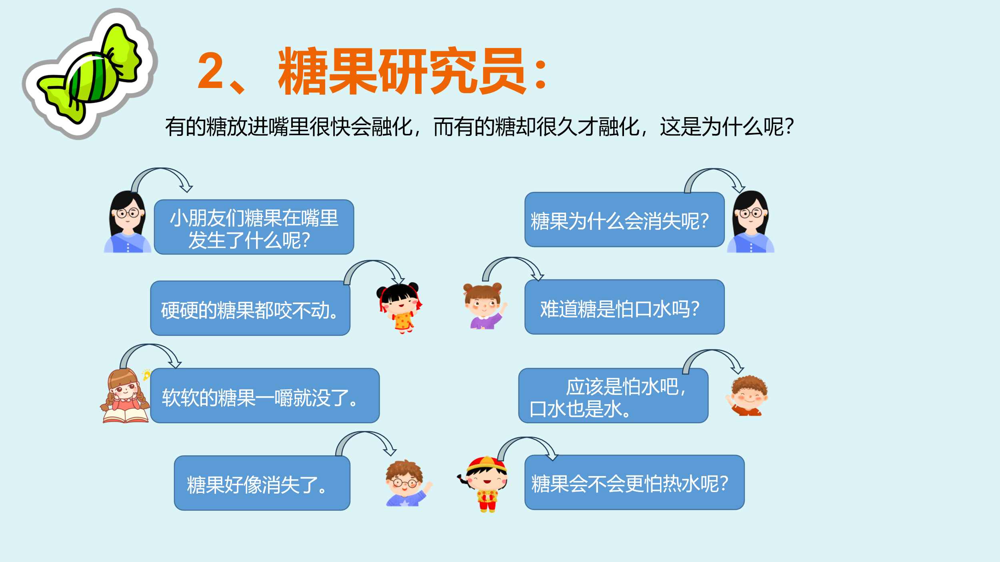 2、糖果研究员：
有的糖放进嘴里很快会融化，而有的糖却很久才融化，这是为什么呢？
小朋友们糖果在嘴里
发生了什么呢？
硬硬的糖果都咬不动。
软软的糖果一嚼就没了。
糖果好像消失了。
糖果为什么会消失呢？
难道糖是怕口水吗？
应该是怕水吧，
口水也是水。
糖果会不会更怕热水呢？